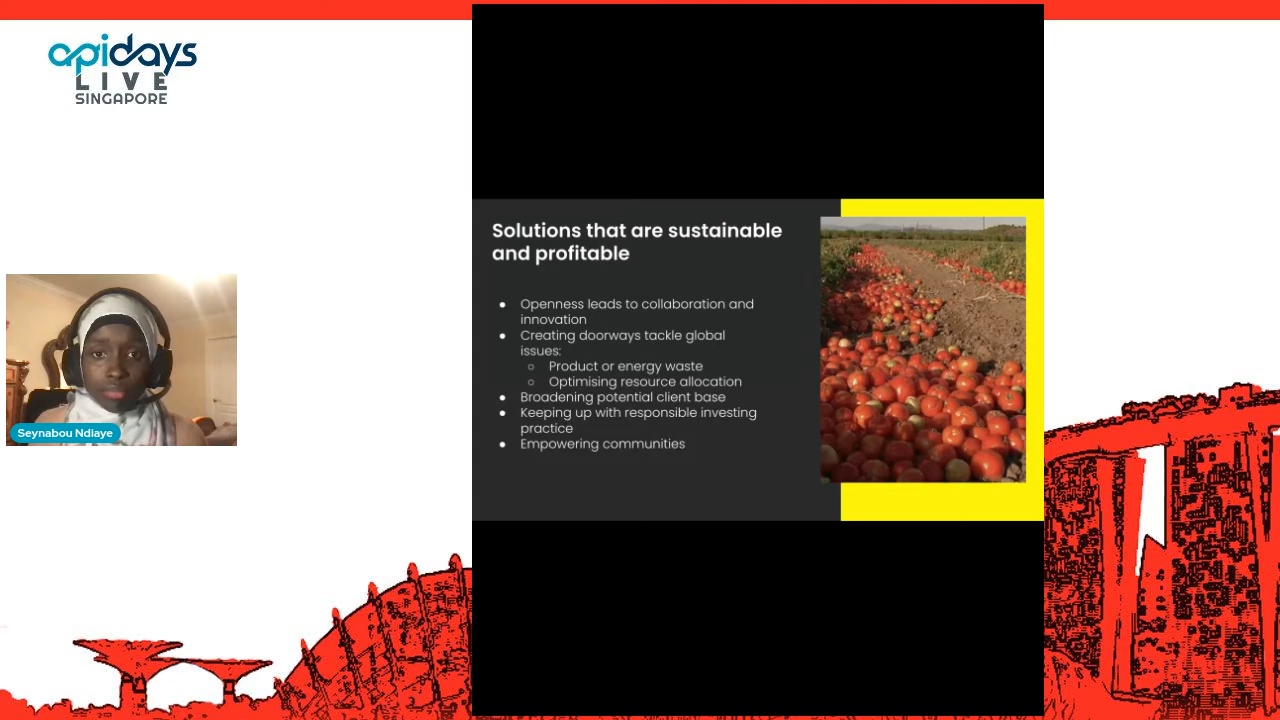 apidays
LIVE
SINGAPORE
Solutions that are sustainable
and profitable
Openness leads to collaboration and
innovation
Creating doorways tackle global
issues:
Product or energy waste
Optimising resource allocation
Broadening potential client base
Keeping up with responsible investing
practice
Empowering communities
Seynabou Ndiaye